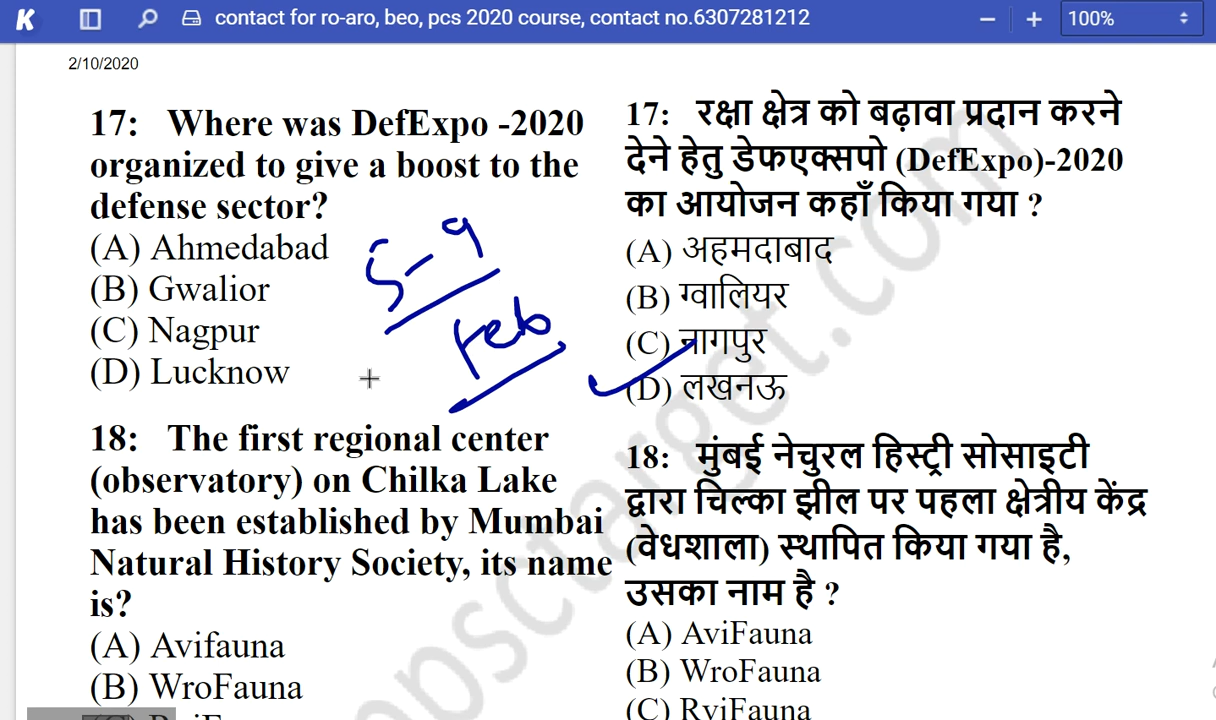 contact for ro-aro, beo, pcs 2020 course, contact no.6307281212
100%
2/10/2020
17: Where was DefExpo -2020
organized to give a boost to the
defense sector?
(A) Ahmedabad
(B) Gwalior
(C) Nagpur
(D) Lucknow
5-9
Feb
18: The first regional center
(observatory) on Chilka Lake
has been established by Mumbai
Natural History Society, its name
is?
(A) Avifauna
(B) WroFauna
17: रक्षा क्षेत्र को बढ़ावा प्रदान करने
देने हेतु डेफएक्सपो (DefExpo)-2020
का आयोजन कहाँ किया गया ?
(A) अहमदाबाद
(B) ग्वालियर
(C) नागपुर
(D) लखनऊ
18: मुंबई नेचुरल हिस्ट्री सोसाइटी
द्वारा चिल्का झील पर पहला क्षेत्रीय केंद्र
(वेधशाला) स्थापित किया गया है,
उसका नाम है ?
(A) AviFauna
(B) WroFauna
(C) RviFauna